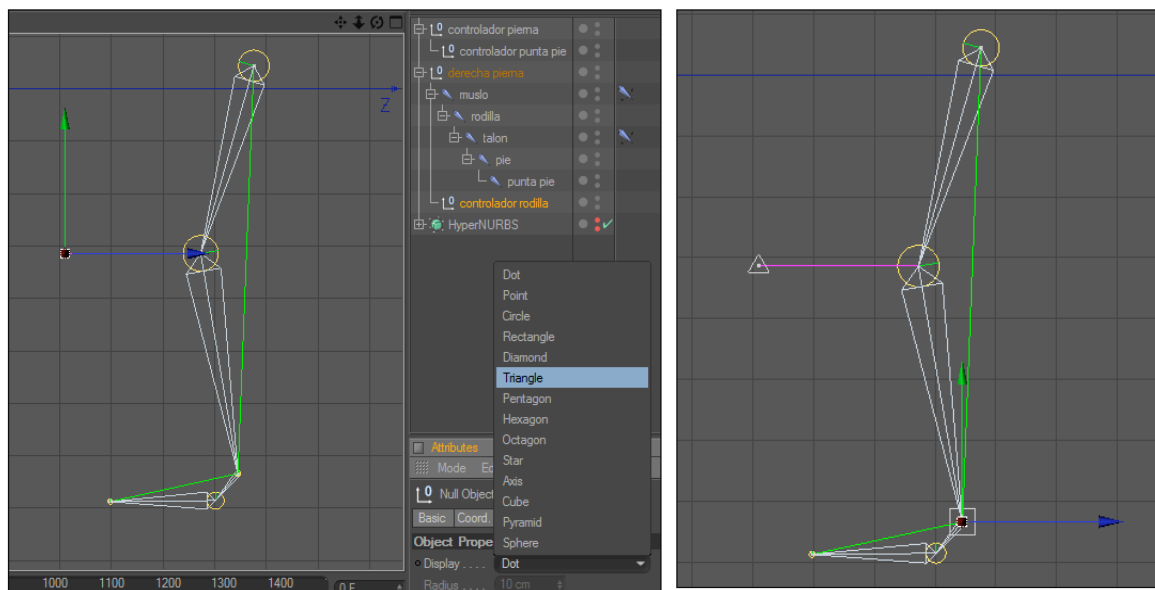 controlador pierna
controlador punta pie
derecha pierna
muslo
rodilla
talon
pie
punta pie
controlador rodilla
HyperNURBS
Z
Dot
Point
Circle
Rectangle
Diamond
Triangle
Pentagon
Hexagon
Octagon
Star
Axis
Cube
Pyramid
Sphere
Attributes
Mode
Null Object
Basic Coord.
Object Prope
Display . . . . Dot
Radius . . . . 10 cm
1000 1100 1200 1300 1400
0 F